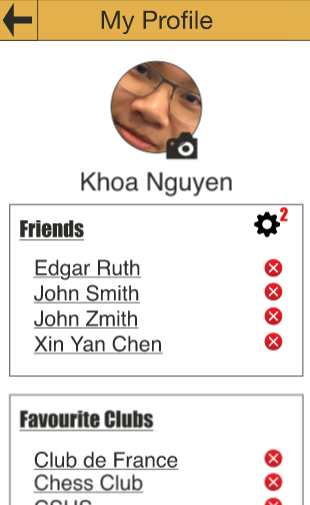 My Profile
Khoa Nguyen
Friends
2
Edgar Ruth
John Smith
John Zmith
Xin Yan Chen
Favourite Clubs
Club de France
Chess Club